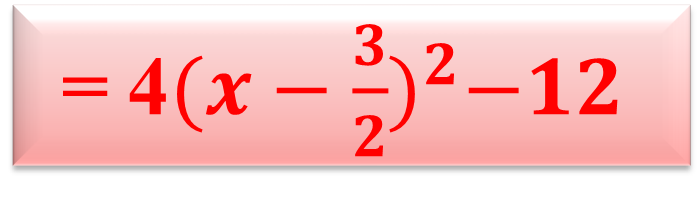 = 4(x − 3/2)² −12